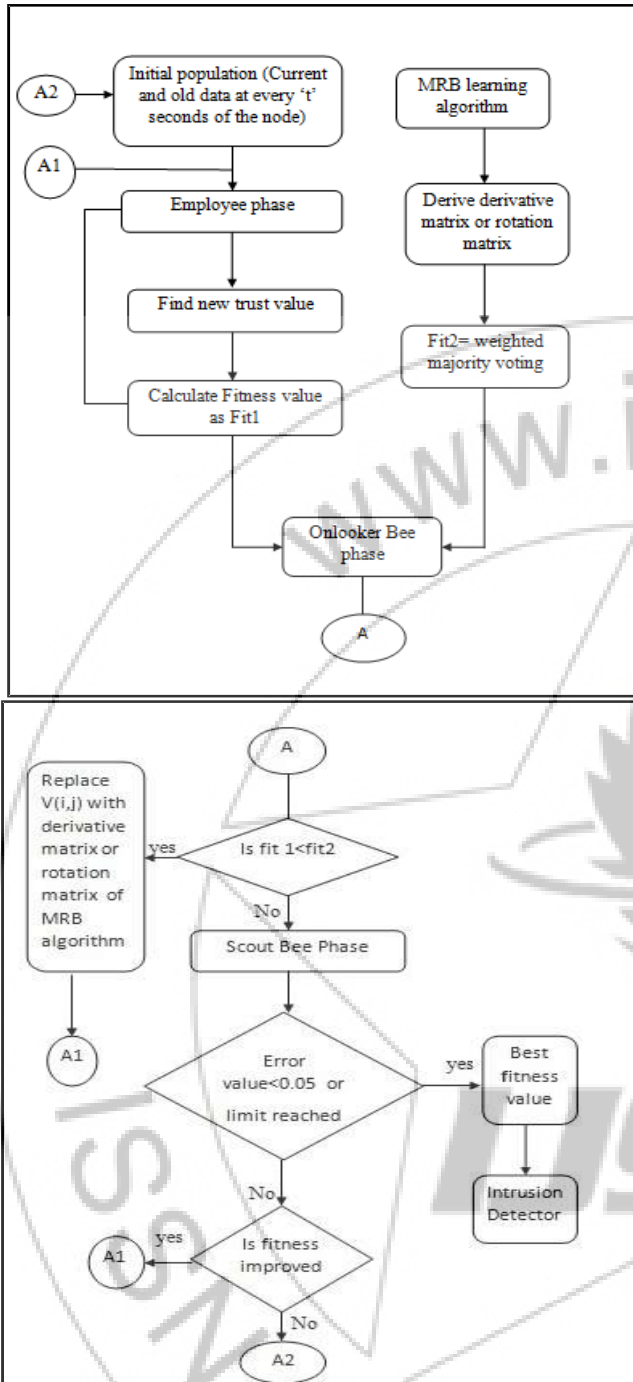 A2
Initial population (Current
and old data at every ‘t’
seconds of the node)
A1
Employee phase
Find new trust value
Calculate Fitness value
as Fit1
MRB learning
algorithm
Derive derivative
matrix or rotation
matrix
Fit2= weighted
majority voting
Onlooker Bee
phase
A
www.i
A
Is fit 1<fit2
yes
Replace
V(i,j) with
derivative
matrix or
rotation
matrix of
MRB
algorithm
A1
No
Scout Bee Phase
Error
value<0.05 or
limit reached
yes
Best
fitness
value
Intrusion
Detector
No
Is fitness
improved
yes
A1
No
A2
ISSN